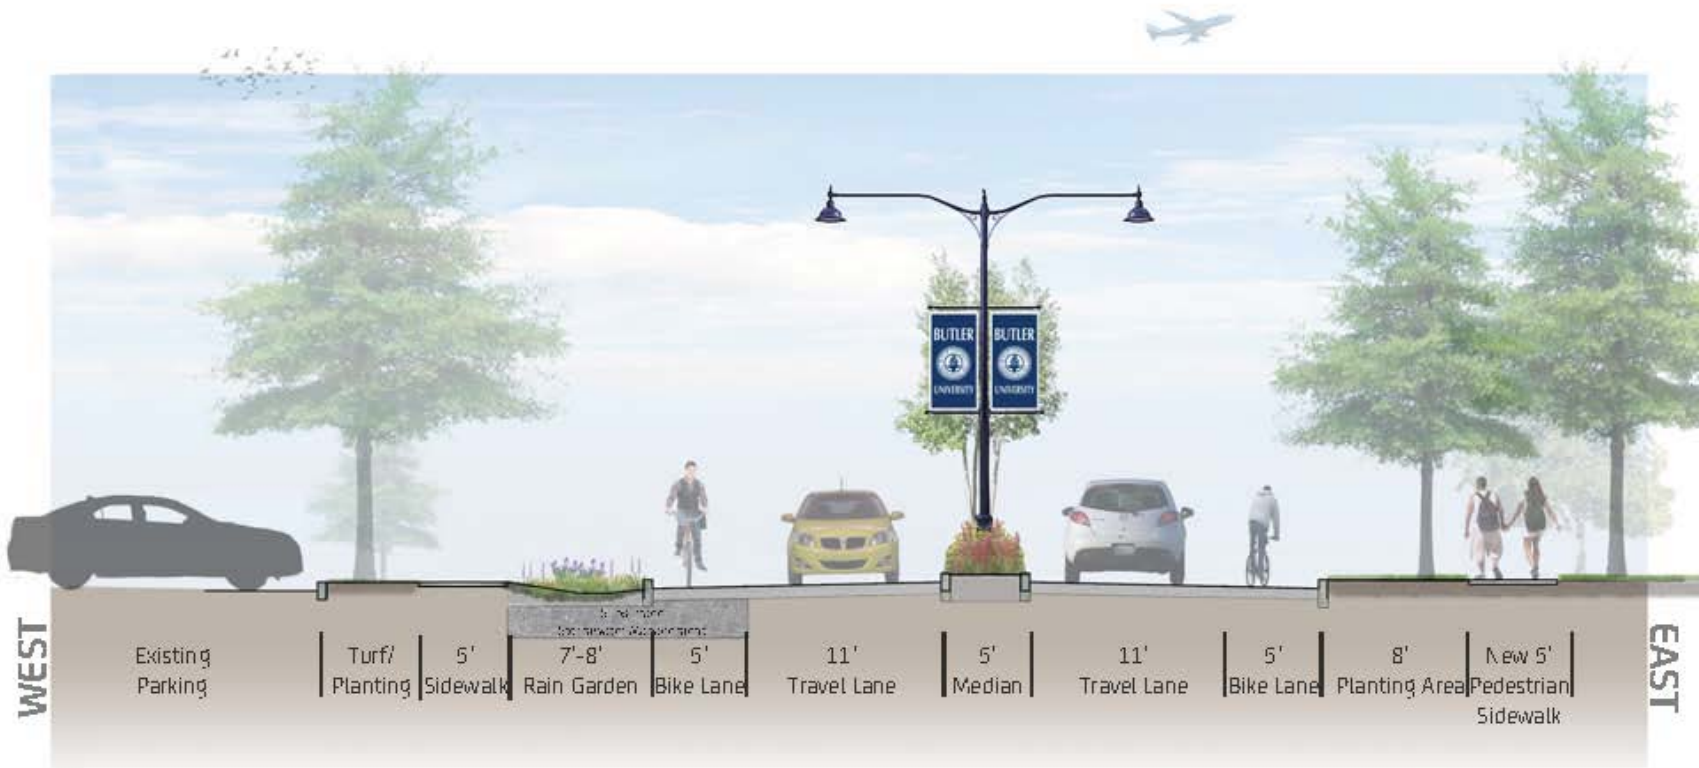 BUTLER
UNIVERSITY
BUTLER
UNIVERSITY
WEST
Existing
Parking
Turf/
Planting
5'
Sidewalk
7'-8'
Rain Garden
5'
Bike Lane
11'
Travel Lane
5'
Median
11'
Travel Lane
5'
Bike Lane
8'
Planting Area
New 5'
Pedestrian
Sidewalk
EAST